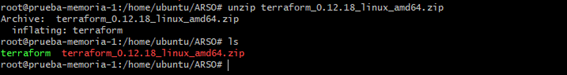 root@prueba-memoria-1:/home/ubuntu/ARSO# unzip terraform_0.12.18_linux_amd64.zip
Archive:  terraform_0.12.18_linux_amd64.zip
  inflating: terraform
root@prueba-memoria-1:/home/ubuntu/ARSO# ls
terraform  terraform_0.12.18_linux_amd64.zip
root@prueba-memoria-1:/home/ubuntu/ARSO#